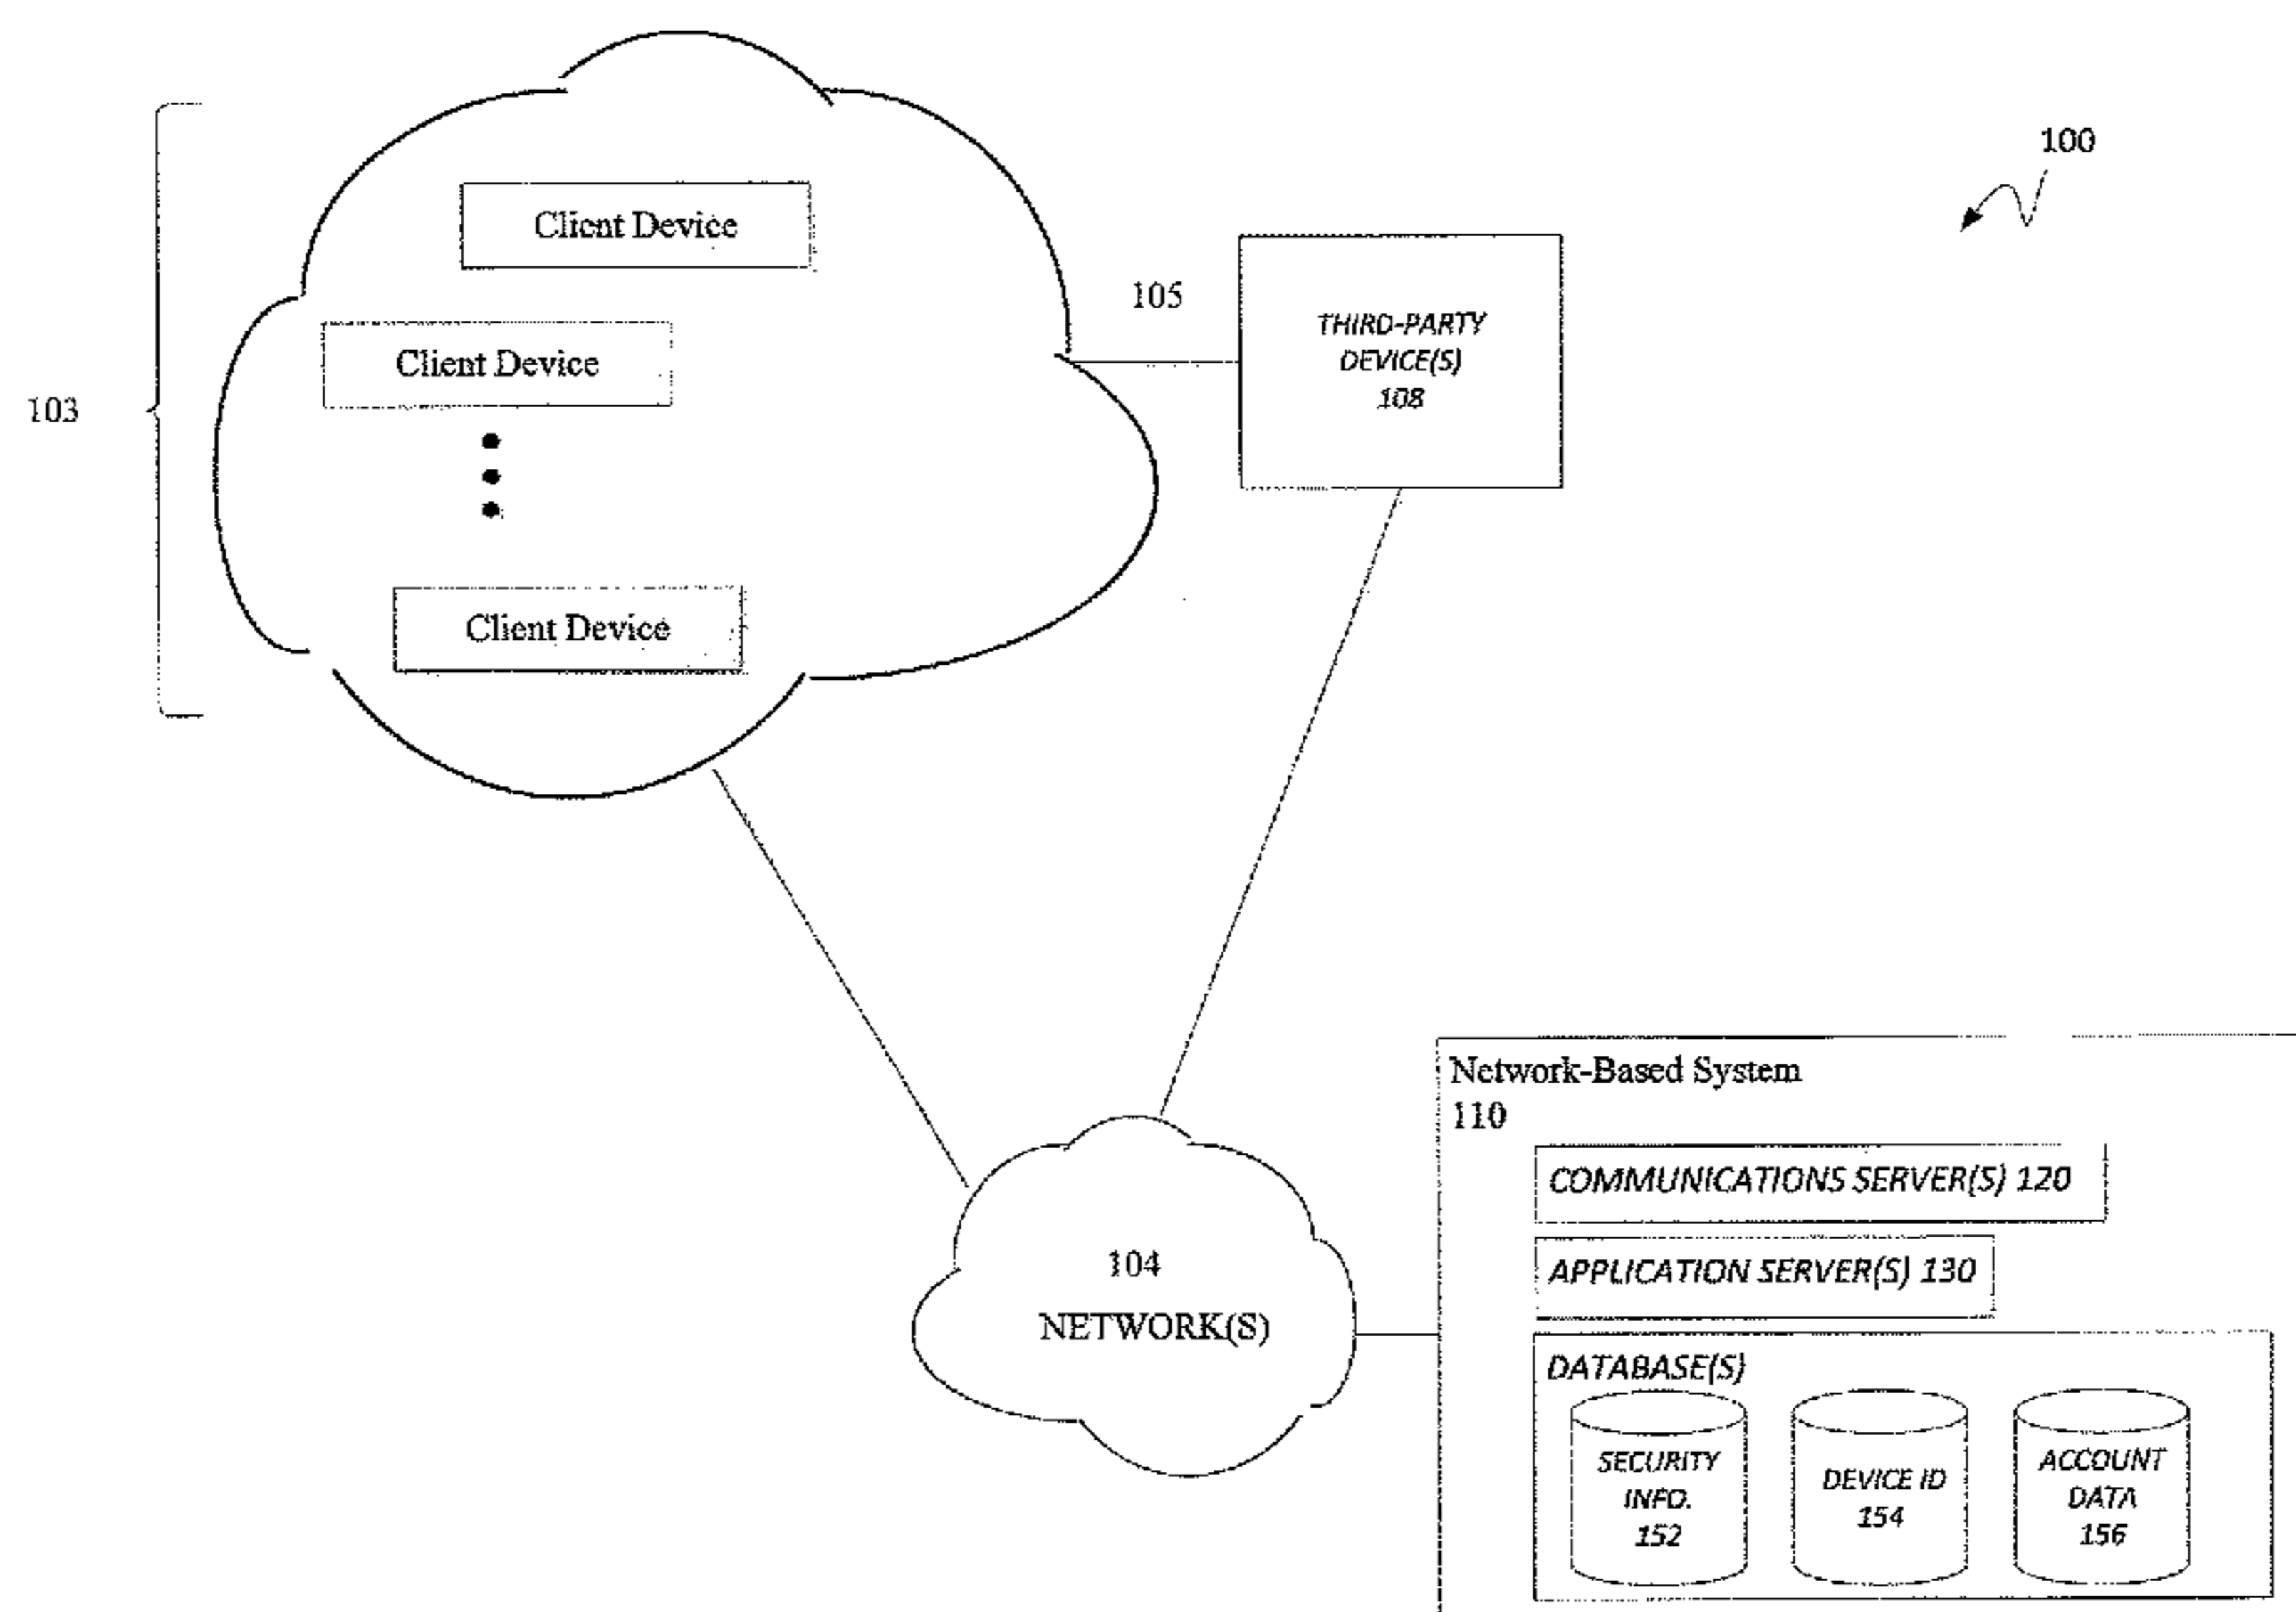 100
Client Device
105
THIRD-PARTY
DEVICE(S)
108
Client Device
103
Client Device
Network-Based System
110
COMMUNICATIONS SERVER(S) 120
104
APPLICATION SERVER(S) 130
NETWORK(S)
DATABASE(S)
SECURITY
INFO.
152
DEVICE ID
154
ACCOUNT
DATA
156